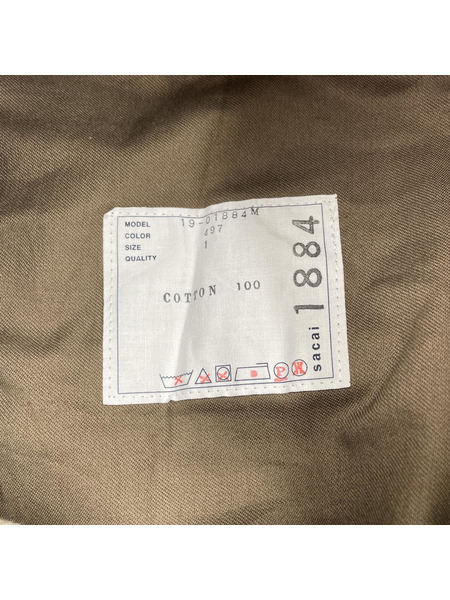 MODEL 19-01884M
COLOR 497
SIZE 1
QUALITY
COTTON 100
P W
sacai 1884